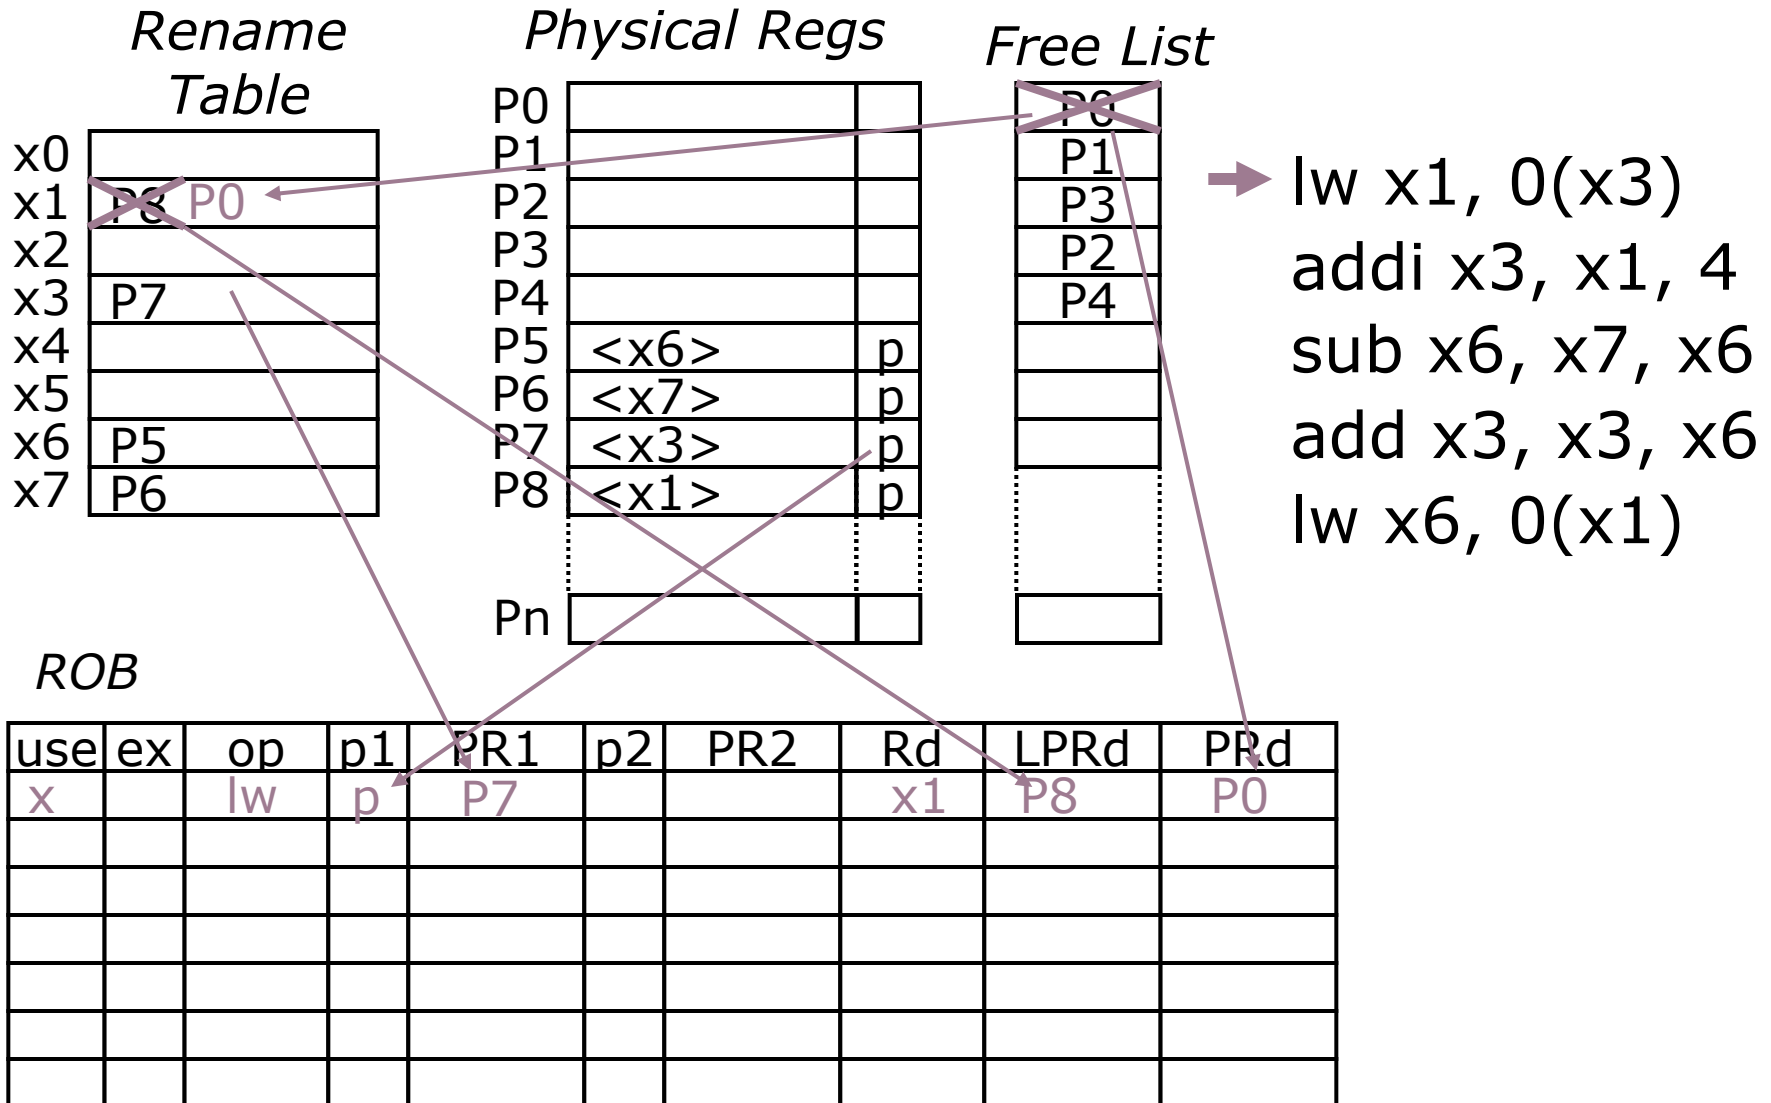 Rename
Table
Physical Regs
Free List
x0
x1 P8 P0
x2
x3 P7
x4
x5
x6 P5
x7 P6
P0
P1
P2
P3
P4
P5 <x6> p
P6 <x7> p
P7 <x3> p
P8 <x1> p
Pn
P0
P1
P3
P2
P4
lw x1, 0(x3)
addi x3, x1, 4
sub x6, x7, x6
add x3, x3, x6
lw x6, 0(x1)
ROB
use ex op p1 PR1 p2 PR2 Rd LPRd PRd
x lw p P7 x1 P8 P0